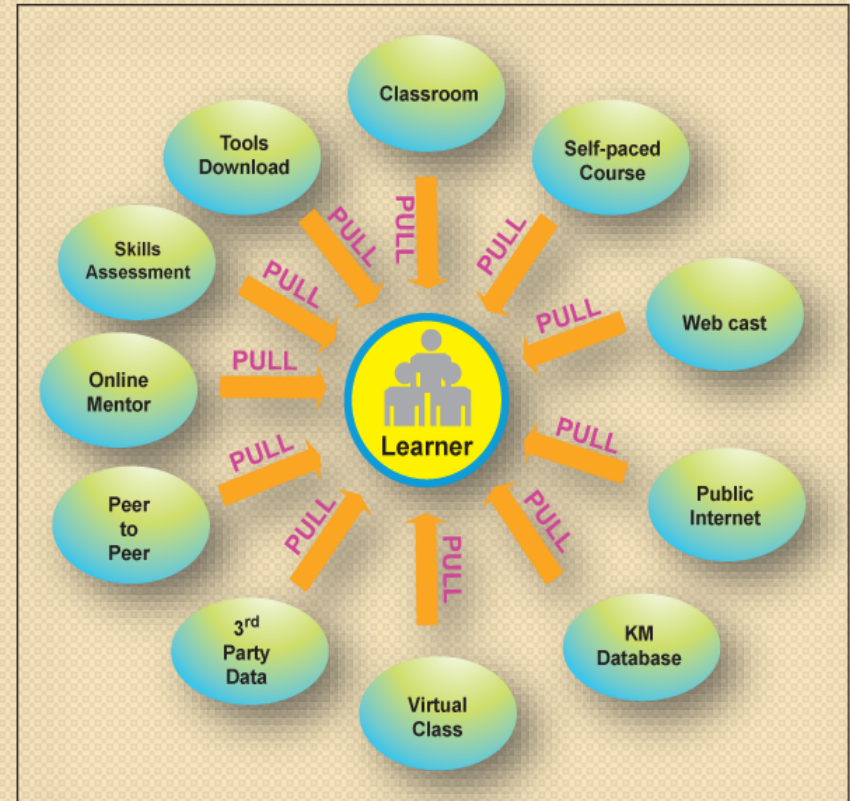 Classroom
Self-paced
Course
Web cast
Public
Internet
KM
Database
Virtual
Class
3rd
Party
Data
Peer
to
Peer
Online
Mentor
Skills
Assessment
Tools
Download
PULL
PULL
PULL
PULL
PULL
PULL
PULL
PULL
PULL
PULL
PULL
Learner